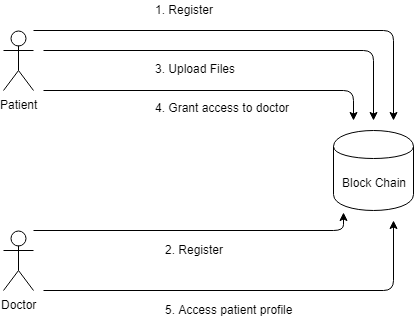 1. Register
3. Upload Files
Patient
4. Grant access to doctor
Block Chain
2. Register
Doctor
5. Access patient profile